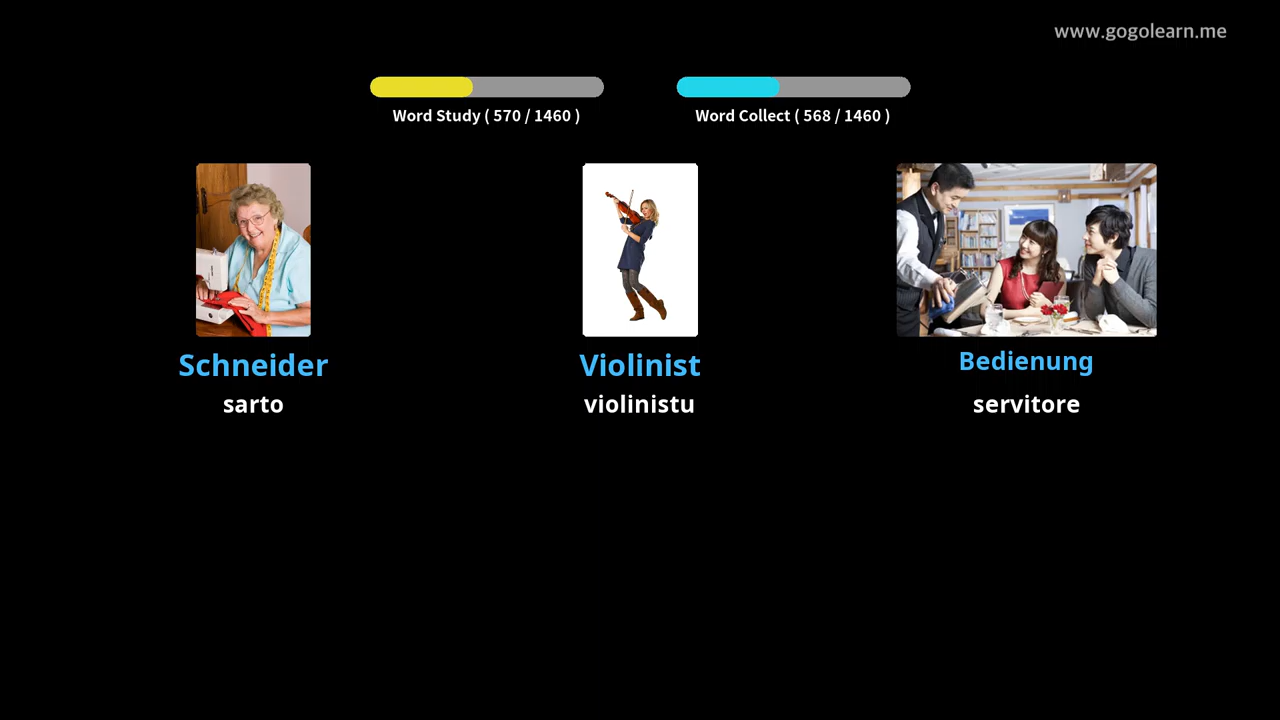 www.gogolearn.me
Word Study ( 570 / 1460 )
Word Collect ( 568 / 1460 )
Schneider
sarto
Violinist
violinistu
Bedienung
servitore